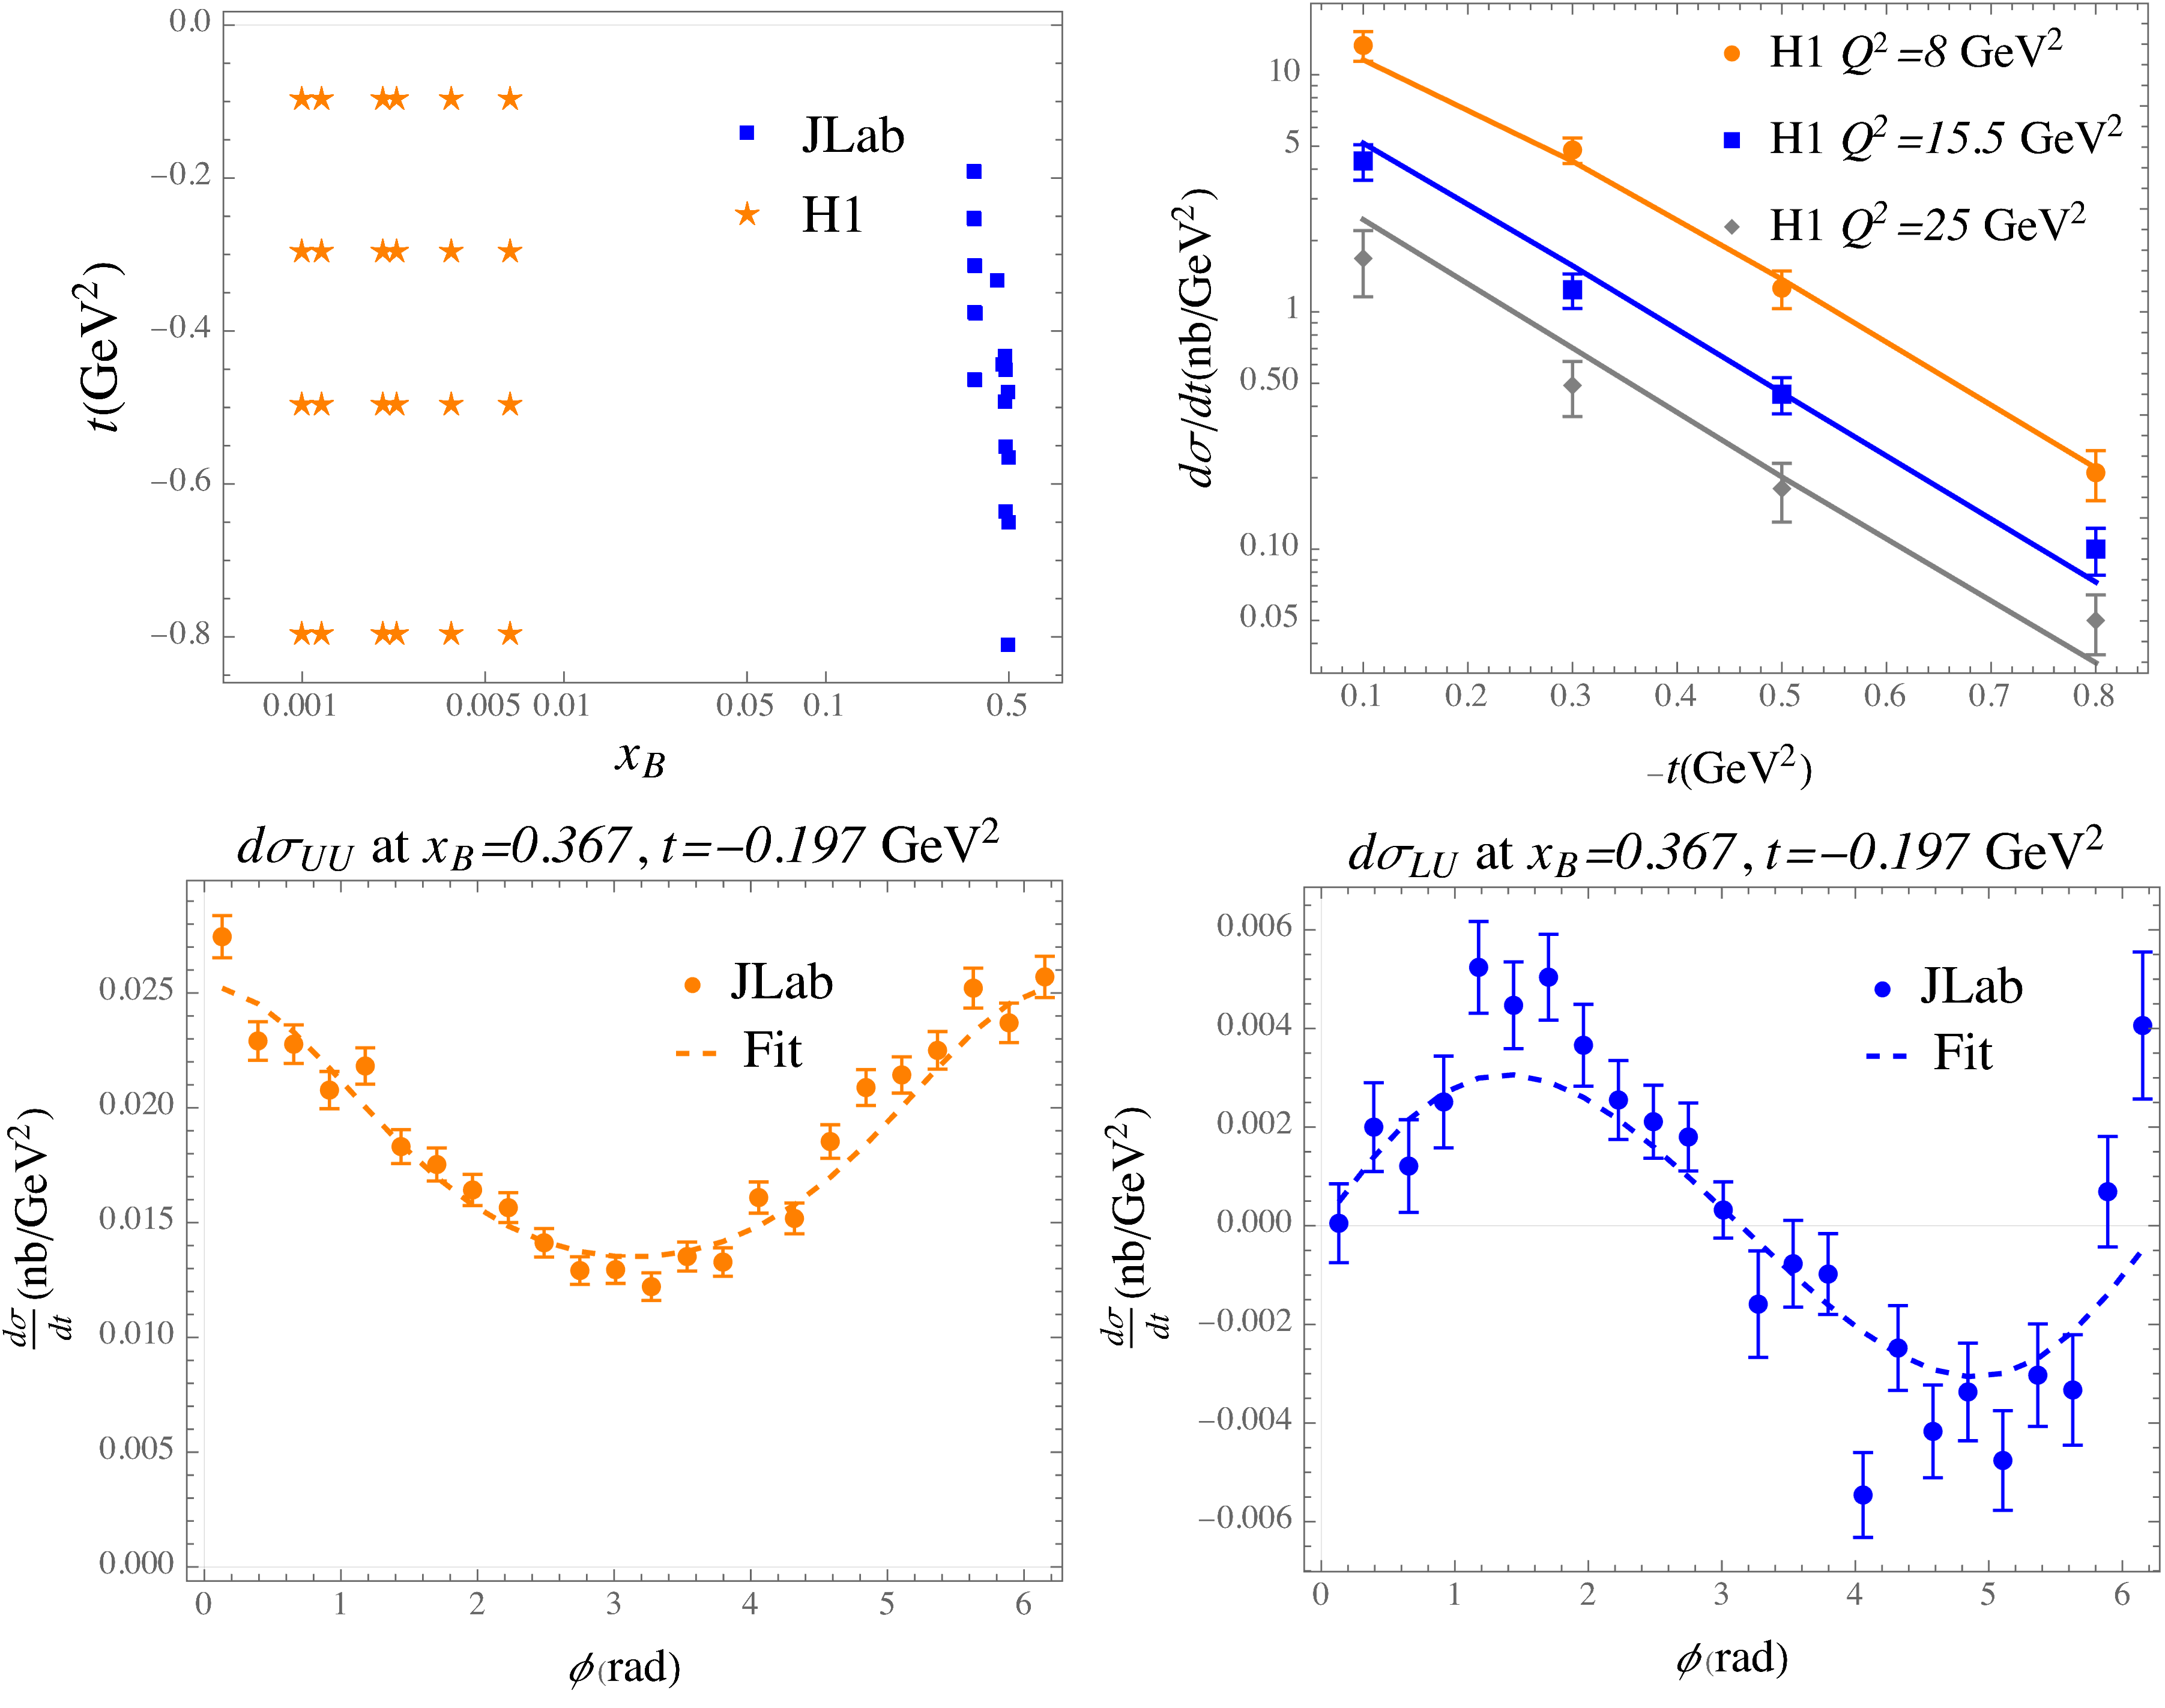 0.0
−0.2
−0.4
−0.6
−0.8
t(GeV²)
JLab
H1
0.001 0.005 0.01 0.05 0.1 0.5
x_B
10
5
1
0.50
0.10
0.05
dσ/dt(nb/GeV²)
H1 Q²=8 GeV²
H1 Q²=15.5 GeV²
H1 Q²=25 GeV²
0.1 0.2 0.3 0.4 0.5 0.6 0.7 0.8
−t(GeV²)
dσ_UU at x_B=0.367, t=−0.197 GeV²
0.025
0.020
0.015
0.010
0.005
0.000
dσ/dt(nb/GeV²)
JLab
Fit
0 1 2 3 4 5 6
ϕ(rad)
dσ_LU at x_B=0.367, t=−0.197 GeV²
0.006
0.004
0.002
0.000
−0.002
−0.004
−0.006
dσ/dt(nb/GeV²)
JLab
Fit
0 1 2 3 4 5 6
ϕ(rad)